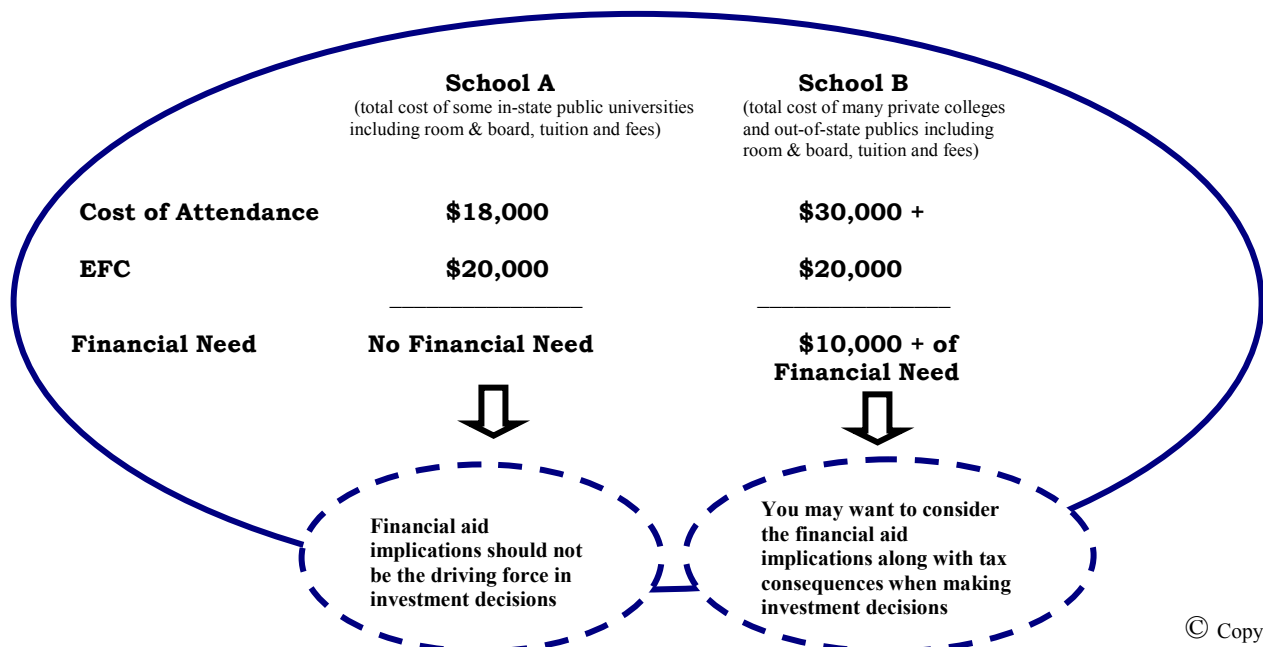 School A
(total cost of some in-state public universities
including room & board, tuition and fees)
School B
(total cost of many private colleges
and out-of-state publics including
room & board, tuition and fees)
Cost of Attendance $18,000 $30,000 +
EFC $20,000 $20,000
Financial Need No Financial Need $10,000 + of
Financial Need
Financial aid
implications should not
be the driving force in
investment decisions
You may want to consider
the financial aid
implications along with tax
consequences when making
investment decisions
© Copy